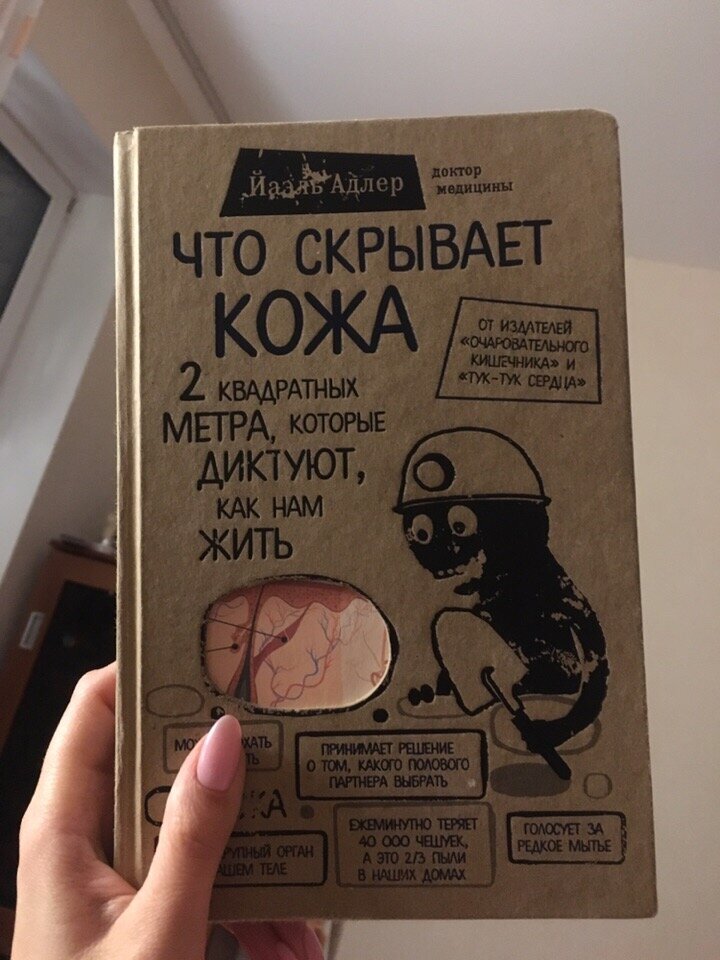 Йаэль Адлер
доктор
медицины
ЧТО СКРЫВАЕТ
КОЖА
2 КВАДРАТНЫХ
МЕТРА, КОТОРЫЕ
ДИКТУЮТ,
КАК НАМ
ЖИТЬ
ОТ ИЗДАТЕЛЕЙ
«ОЧАРОВАТЕЛЬНОГО
КИШЕЧНИКА» И
«ТУК-ТУК СЕРДЦА»
ПРИНИМАЕТ РЕШЕНИЕ
О ТОМ, КАКОГО ПОЛОВОГО
ПАРТНЕРА ВЫБРАТЬ
ОРГАН
ЕЖЕМИНУТНО ТЕРЯЕТ
40 000 ЧЕШУЕК,
А ЭТО 2/3 ПЫЛИ
В НАШИХ ДОМАХ
ГОЛОСУЕТ ЗА
РЕДКОЕ МЫТЬЕ
ТЕЛЕ